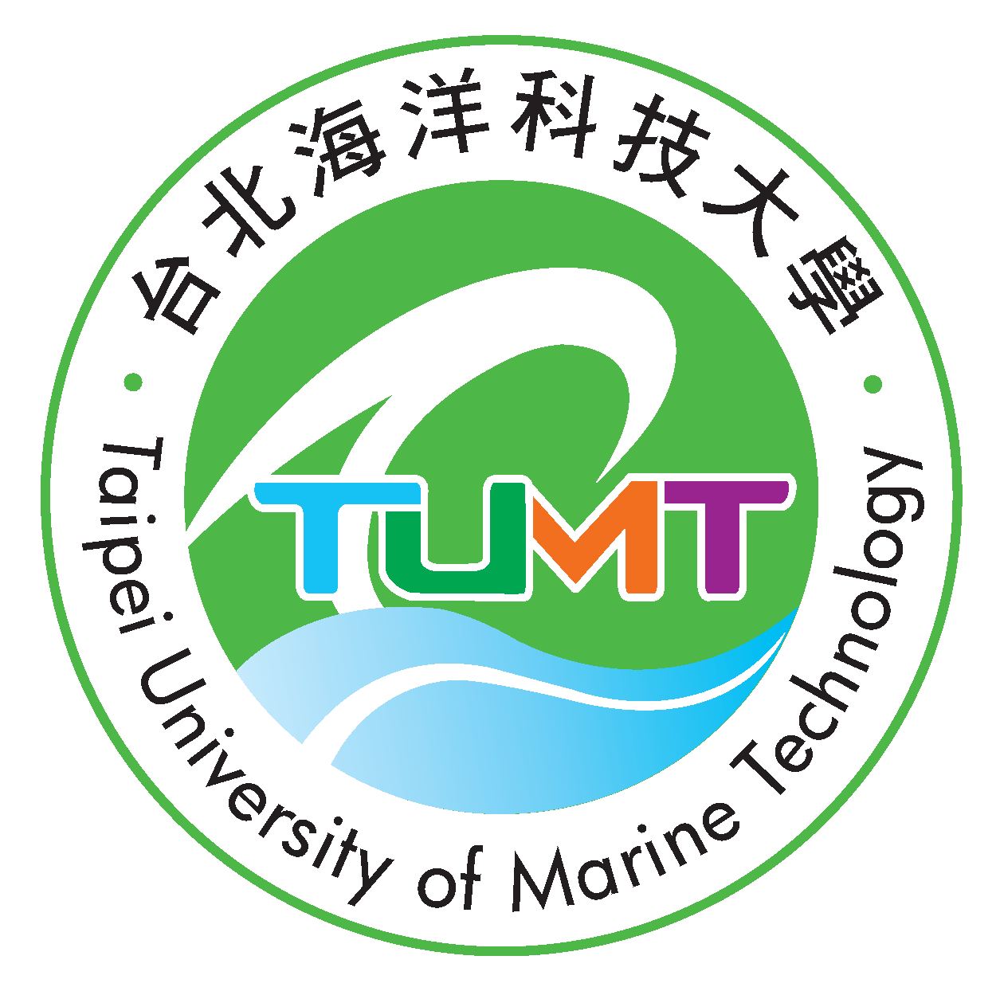 台北海洋科技大學
TUMT
Taipei University of Marine Technology